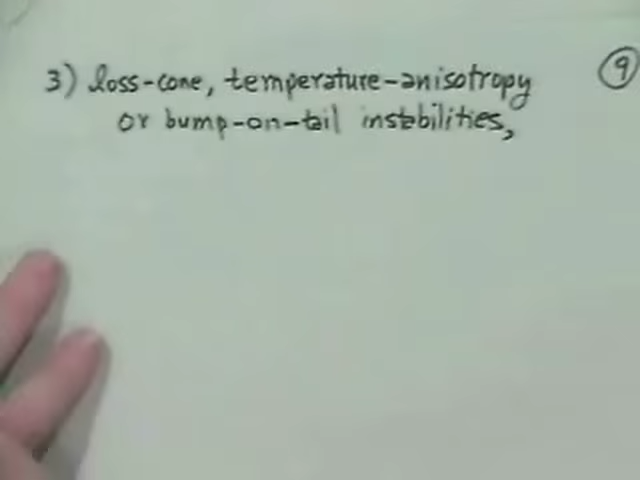 3) loss-cone, temperature-anisotropy
or bump-on-tail instabilities,
9